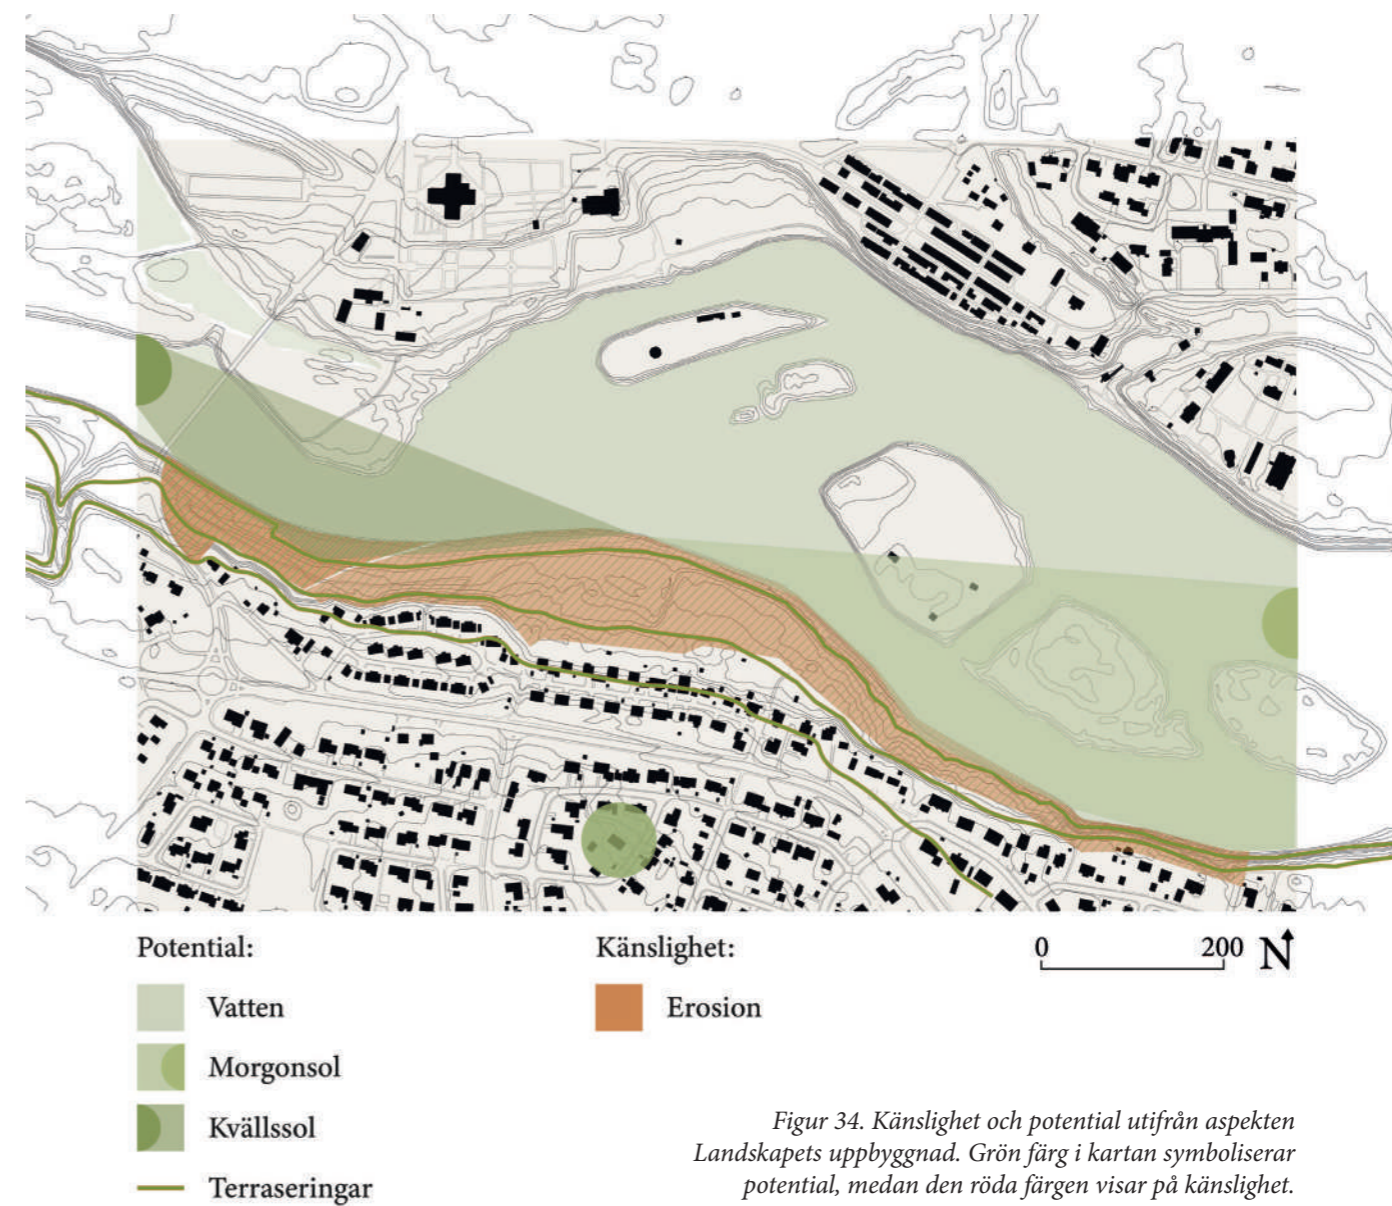 Potential:
Vatten
Morgonsol
Kvällssol
Terraseringar
Känslighet:
Erosion
0 200 N
Figur 34. Känslighet och potential utifrån aspekten
Landskapets uppbyggnad. Grön färg i kartan symboliserar
potential, medan den röda färgen visar på känslighet.